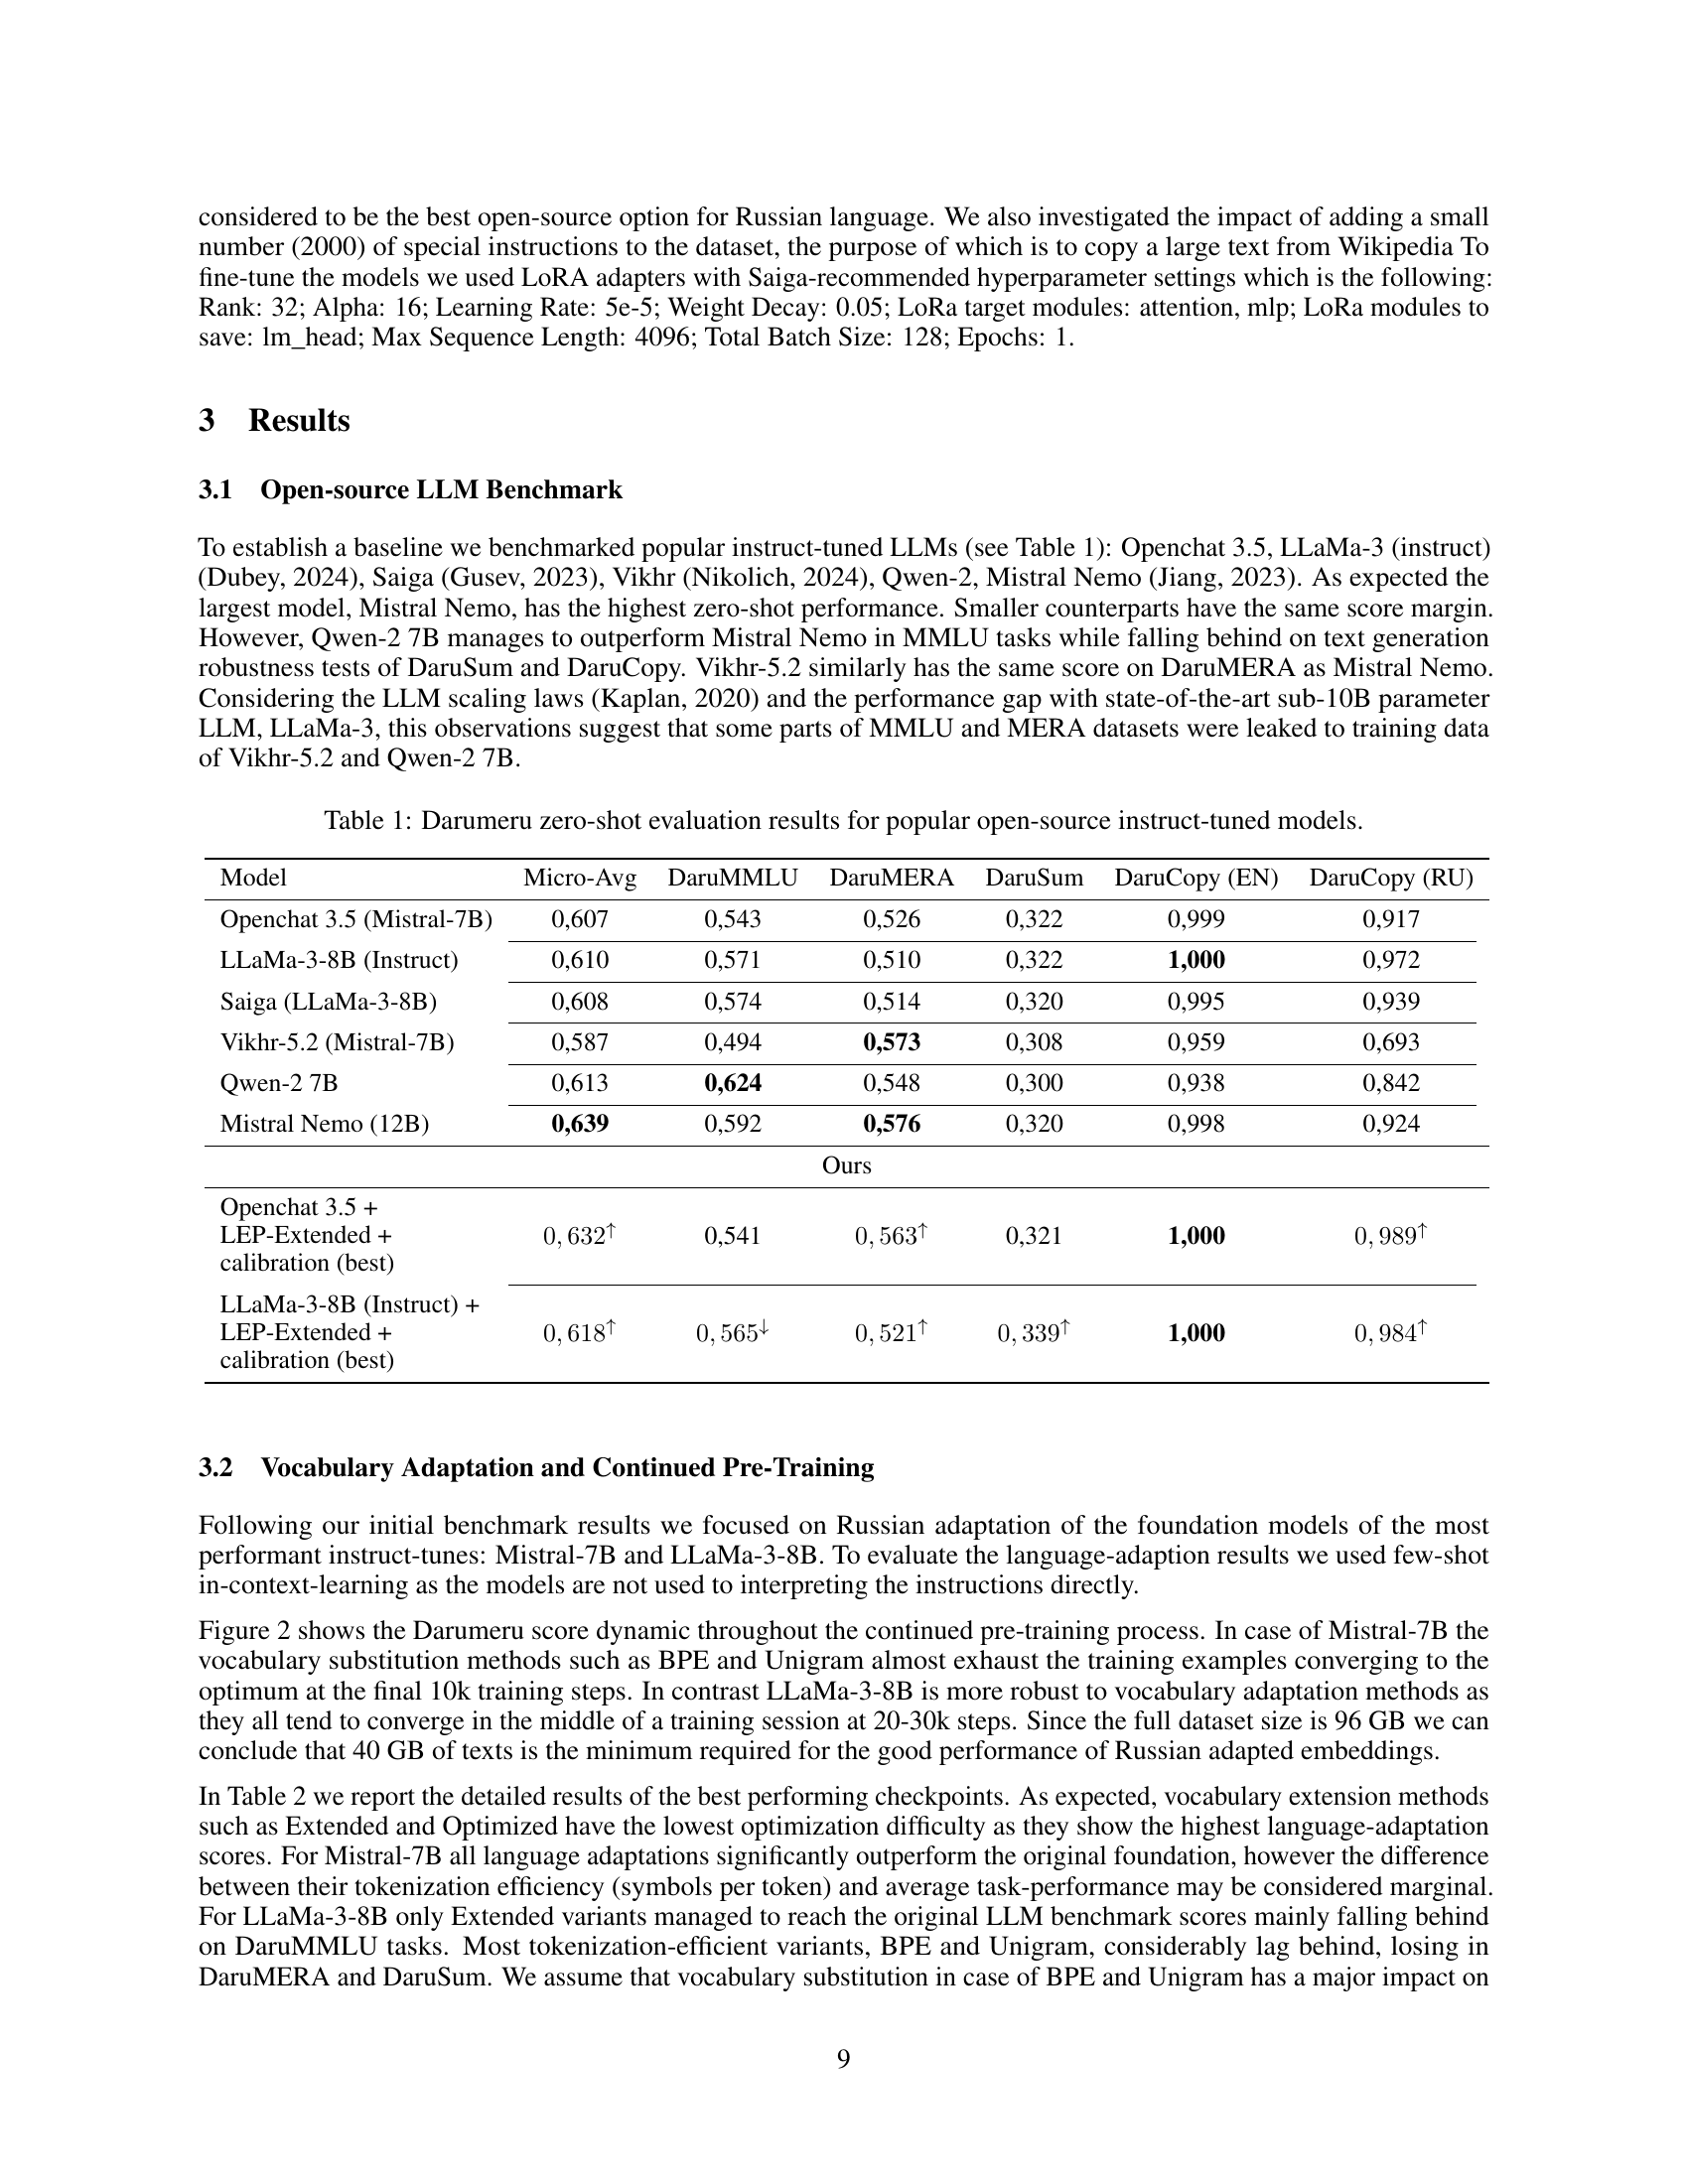 considered to be the best open-source option for Russian language. We also investigated the impact of adding a small
number (2000) of special instructions to the dataset, the purpose of which is to copy a large text from Wikipedia To
fine-tune the models we used LoRA adapters with Saiga-recommended hyperparameter settings which is the following:
Rank: 32; Alpha: 16; Learning Rate: 5e-5; Weight Decay: 0.05; LoRa target modules: attention, mlp; LoRa modules to
save: lm_head; Max Sequence Length: 4096; Total Batch Size: 128; Epochs: 1.
3 Results
3.1 Open-source LLM Benchmark
To establish a baseline we benchmarked popular instruct-tuned LLMs (see Table 1): Openchat 3.5, LLaMa-3 (instruct)
(Dubey, 2024), Saiga (Gusev, 2023), Vikhr (Nikolich, 2024), Qwen-2, Mistral Nemo (Jiang, 2023). As expected the
largest model, Mistral Nemo, has the highest zero-shot performance. Smaller counterparts have the same score margin.
However, Qwen-2 7B manages to outperform Mistral Nemo in MMLU tasks while falling behind on text generation
robustness tests of DaruSum and DaruCopy. Vikhr-5.2 similarly has the same score on DaruMERA as Mistral Nemo.
Considering the LLM scaling laws (Kaplan, 2020) and the performance gap with state-of-the-art sub-10B parameter
LLM, LLaMa-3, this observations suggest that some parts of MMLU and MERA datasets were leaked to training data
of Vikhr-5.2 and Qwen-2 7B.
Table 1: Darumeru zero-shot evaluation results for popular open-source instruct-tuned models.
Model Micro-Avg DaruMMLU DaruMERA DaruSum DaruCopy (EN) DaruCopy (RU)
Openchat 3.5 (Mistral-7B) 0,607 0,543 0,526 0,322 0,999 0,917
LLaMa-3-8B (Instruct) 0,610 0,571 0,510 0,322 1,000 0,972
Saiga (LLaMa-3-8B) 0,608 0,574 0,514 0,320 0,995 0,939
Vikhr-5.2 (Mistral-7B) 0,587 0,494 0,573 0,308 0,959 0,693
Qwen-2 7B 0,613 0,624 0,548 0,300 0,938 0,842
Mistral Nemo (12B) 0,639 0,592 0,576 0,320 0,998 0,924
Ours
Openchat 3.5 +
LEP-Extended + 0, 632↑ 0,541 0, 563↑ 0,321 1,000 0, 989↑
calibration (best)
LLaMa-3-8B (Instruct) +
LEP-Extended + 0, 618↑ 0, 565↓ 0, 521↑ 0, 339↑ 1,000 0, 984↑
calibration (best)
3.2 Vocabulary Adaptation and Continued Pre-Training
Following our initial benchmark results we focused on Russian adaptation of the foundation models of the most
performant instruct-tunes: Mistral-7B and LLaMa-3-8B. To evaluate the language-adaption results we used few-shot
in-context-learning as the models are not used to interpreting the instructions directly.
Figure 2 shows the Darumeru score dynamic throughout the continued pre-training process. In case of Mistral-7B the
vocabulary substitution methods such as BPE and Unigram almost exhaust the training examples converging to the
optimum at the final 10k training steps. In contrast LLaMa-3-8B is more robust to vocabulary adaptation methods as
they all tend to converge in the middle of a training session at 20-30k steps. Since the full dataset size is 96 GB we can
conclude that 40 GB of texts is the minimum required for the good performance of Russian adapted embeddings.
In Table 2 we report the detailed results of the best performing checkpoints. As expected, vocabulary extension methods
such as Extended and Optimized have the lowest optimization difficulty as they show the highest language-adaptation
scores. For Mistral-7B all language adaptations significantly outperform the original foundation, however the difference
between their tokenization efficiency (symbols per token) and average task-performance may be considered marginal.
For LLaMa-3-8B only Extended variants managed to reach the original LLM benchmark scores mainly falling behind
on DaruMMLU tasks. Most tokenization-efficient variants, BPE and Unigram, considerably lag behind, losing in
DaruMERA and DaruSum. We assume that vocabulary substitution in case of BPE and Unigram has a major impact on
9